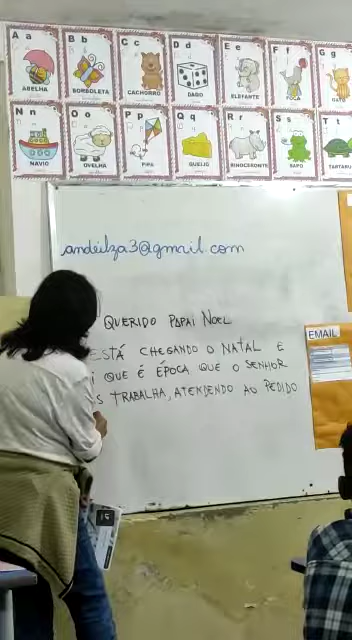 A a B b C c D d E e F f G g
ABELHA BORBOLETA CACHORRO DADO ELEFANTE FOCA GATO
N n O o P p Q q R r S s T t
NAVIO OVELHA PIPA QUEIJO RINOCERONTE SAPO TARTARU
andeilza3@gmail.com
QUERIDO PAPAI NOEL
ESTÁ CHEGANDO O NATAL E
QUE É ÉPOCA QUE O SENHOR
S TRABALHA, ATENDENDO AO PEDIDO
EMAIL